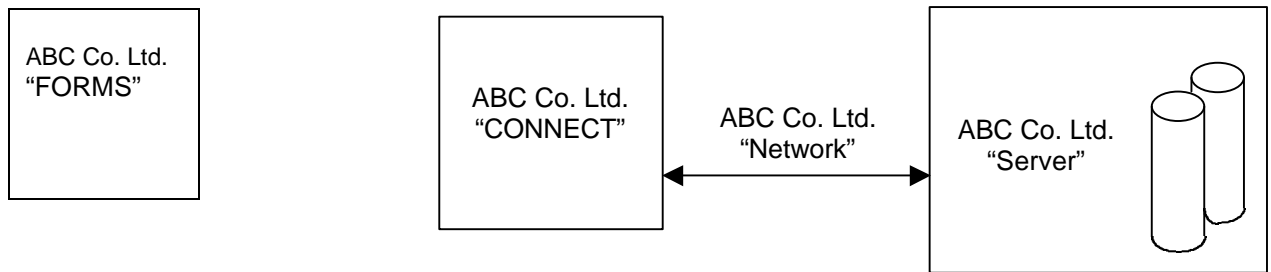 ABC Co. Ltd.
“FORMS”
ABC Co. Ltd.
“CONNECT”
ABC Co. Ltd.
“Network”
ABC Co. Ltd.
“Server”